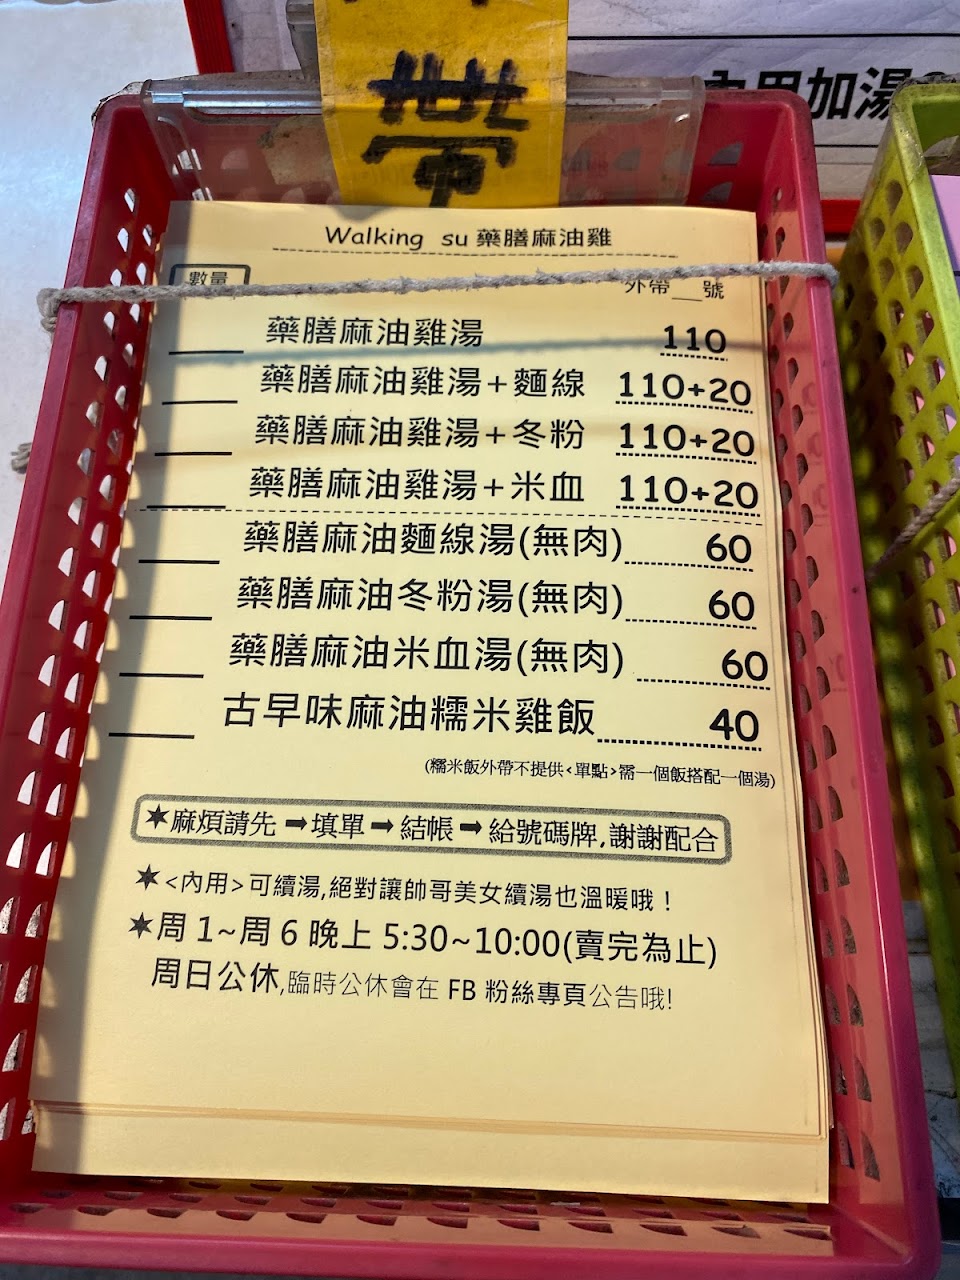 帶
內用加湯
Walking su 藥膳麻油雞
數量
外帶__號
藥膳麻油雞湯 110
藥膳麻油雞湯+麵線 110+20
藥膳麻油雞湯+冬粉 110+20
藥膳麻油雞湯+米血 110+20
藥膳麻油麵線湯(無肉) 60
藥膳麻油冬粉湯(無肉) 60
藥膳麻油米血湯(無肉) 60
古早味麻油糯米雞飯 40
(糯米飯外帶不提供<單點>需一個飯搭配一個湯)
★麻煩請先➡填單➡結帳➡給號碼牌,謝謝配合
★<內用>可續湯,絕對讓帥哥美女續湯也溫暖哦！
★周 1~周 6 晚上 5:30~10:00(賣完為止)
周日公休,臨時公休會在 FB 粉絲專頁公告哦!